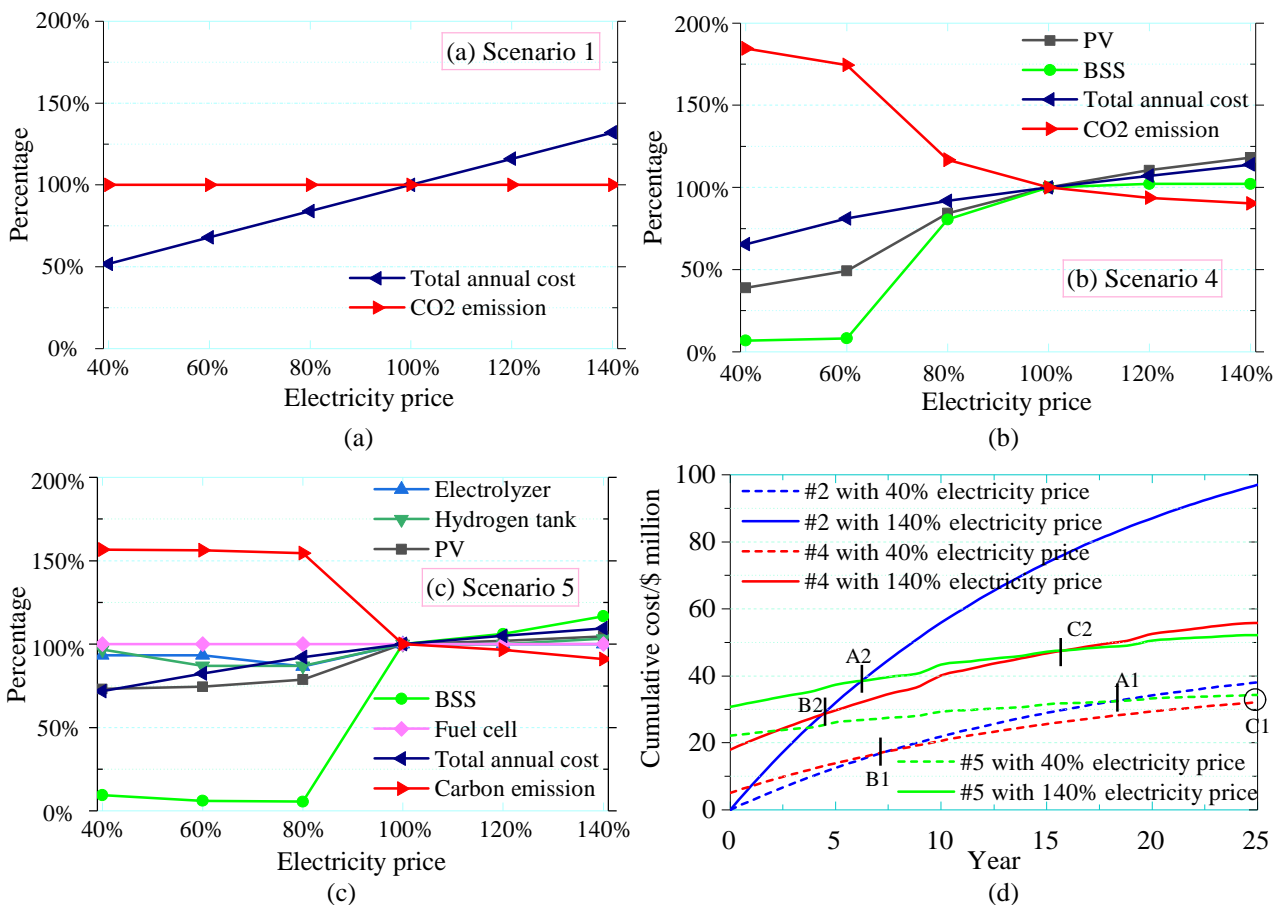 200%
150%
100%
50%
0%
Percentage
(a) Scenario 1
Total annual cost
CO2 emission
40% 60% 80% 100% 120% 140%
Electricity price
(a)
200%
150%
100%
50%
0%
Percentage
PV
BSS
Total annual cost
CO2 emission
(b) Scenario 4
40% 60% 80% 100% 120% 140%
Electricity price
(b)
200%
150%
100%
50%
0%
Percentage
Electrolyzer
Hydrogen tank
PV
(c) Scenario 5
BSS
Fuel cell
Total annual cost
Carbon emission
40% 60% 80% 100% 120% 140%
Electricity price
(c)
100
80
60
40
20
0
Cumulative cost/$ million
#2 with 40% electricity price
#2 with 140% electricity price
#4 with 40% electricity price
#4 with 140% electricity price
C2
A2
A1
B2
C1
B1
#5 with 40% electricity price
#5 with 140% electricity price
0 5 10 15 20 25
Year
(d)